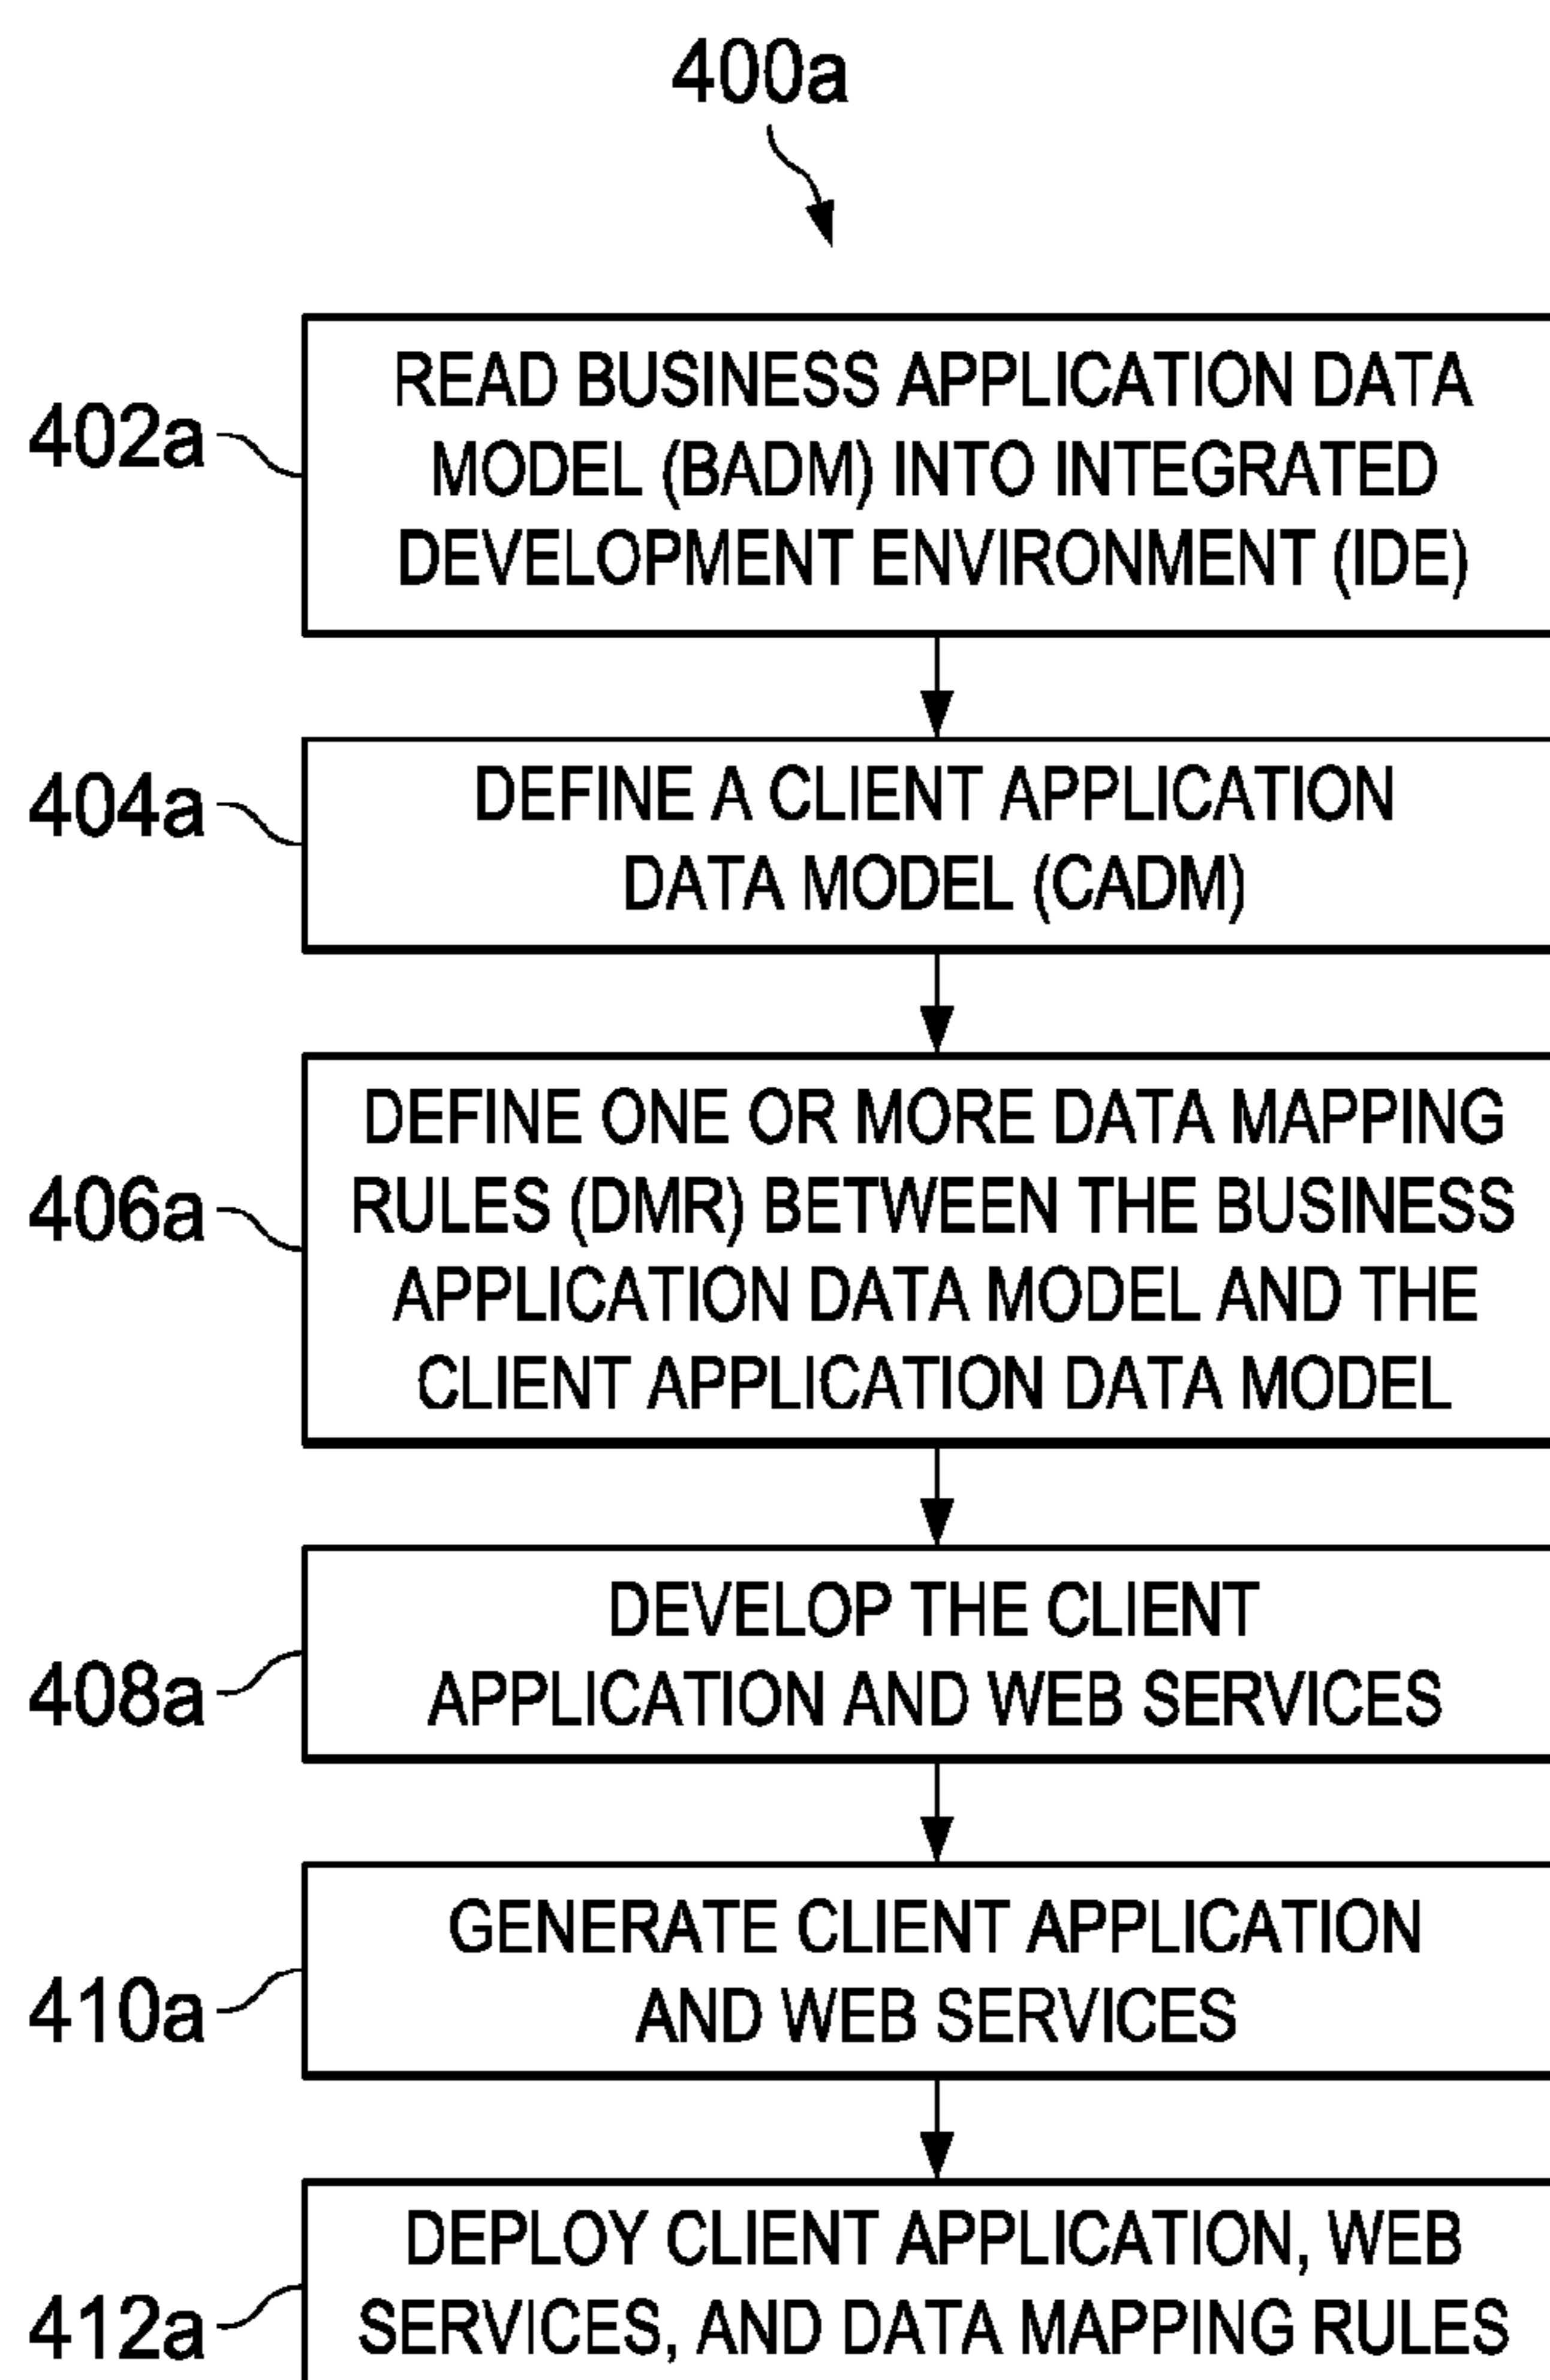 400a
402a
READ BUSINESS APPLICATION DATA
MODEL (BADM) INTO INTEGRATED
DEVELOPMENT ENVIRONMENT (IDE)
404a
DEFINE A CLIENT APPLICATION
DATA MODEL (CADM)
406a
DEFINE ONE OR MORE DATA MAPPING
RULES (DMR) BETWEEN THE BUSINESS
APPLICATION DATA MODEL AND THE
CLIENT APPLICATION DATA MODEL
408a
DEVELOP THE CLIENT
APPLICATION AND WEB SERVICES
410a
GENERATE CLIENT APPLICATION
AND WEB SERVICES
412a
DEPLOY CLIENT APPLICATION, WEB
SERVICES, AND DATA MAPPING RULES